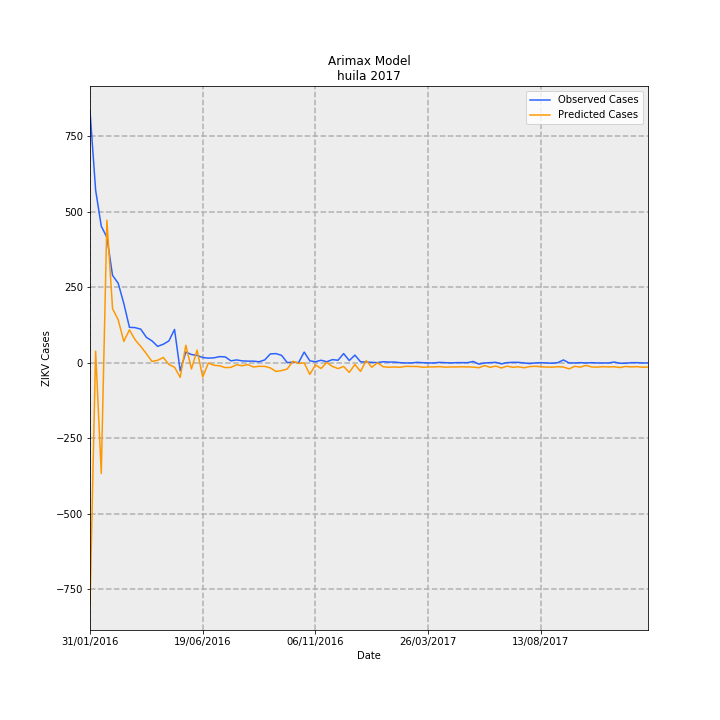 Arimax Model
huila 2017
Observed Cases
Predicted Cases
750
500
250
0
−250
−500
−750
ZIKV Cases
31/01/2016
19/06/2016
06/11/2016
26/03/2017
13/08/2017
Date